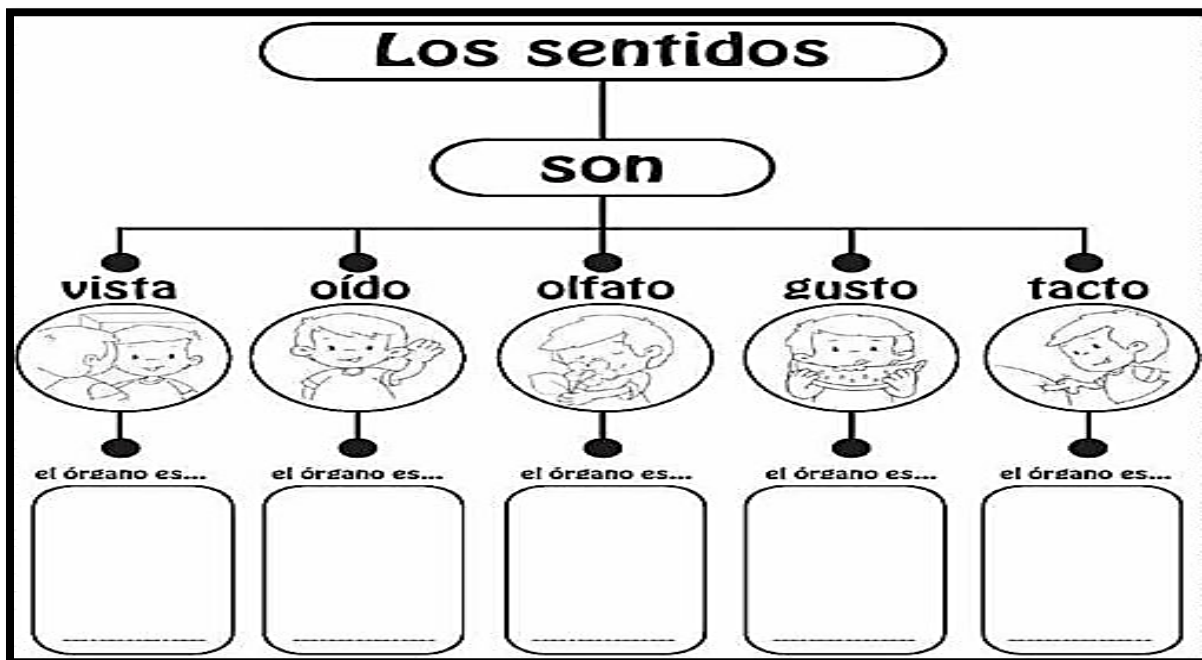 Los sentidos
son
vista oído olfato gusto tacto
el órgano es... el órgano es... el órgano es... el órgano es... el órgano es...